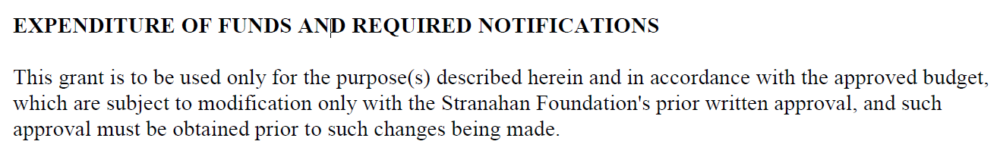 EXPENDITURE OF FUNDS AND REQUIRED NOTIFICATIONS
This grant is to be used only for the purpose(s) described herein and in accordance with the approved budget,
which are subject to modification only with the Stranahan Foundation's prior written approval, and such
approval must be obtained prior to such changes being made.